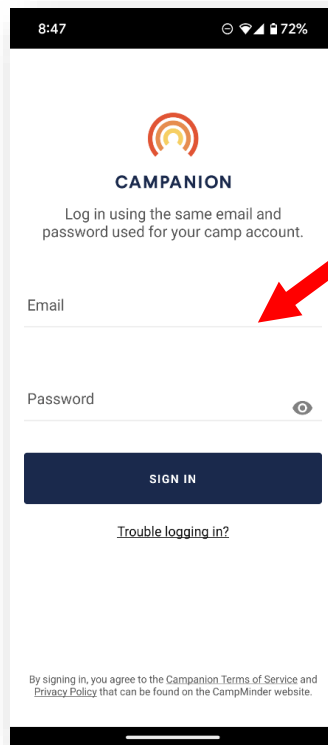 8:47 72%
CAMPANION
Log in using the same email and
password used for your camp account.
Email
Password
SIGN IN
Trouble logging in?
By signing in, you agree to the Campanion Terms of Service and
Privacy Policy that can be found on the CampMinder website.